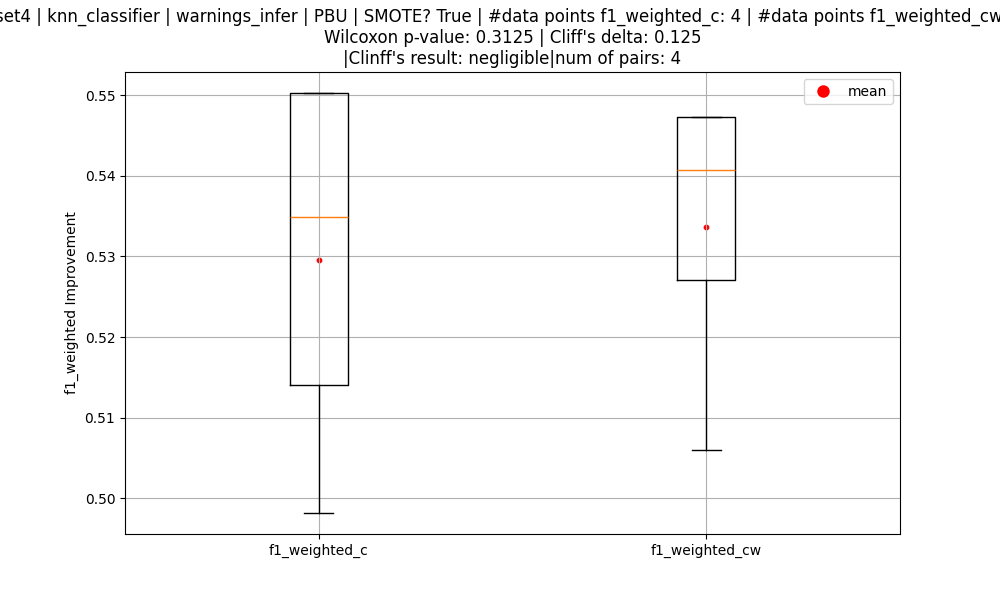 set4 | knn_classifier | warnings_infer | PBU | SMOTE? True | #data points f1_weighted_c: 4 | #data points f1_weighted_cw
Wilcoxon p-value: 0.3125 | Cliff's delta: 0.125
|Clinff's result: negligible|num of pairs: 4
mean
0.55
0.54
0.53
0.52
0.51
0.50
f1_weighted Improvement
f1_weighted_c
f1_weighted_cw